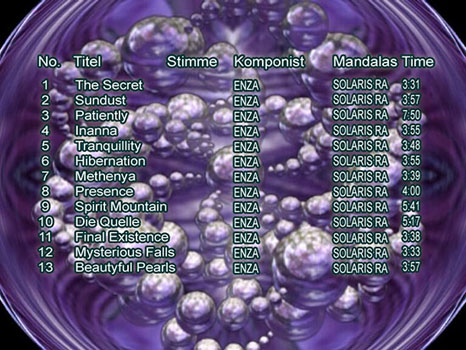 No. Titel Stimme Komponist Mandalas Time
1 The Secret ENZA SOLARIS RA 3:31
2 Sundust ENZA SOLARIS RA 3:57
3 Patiently ENZA SOLARIS RA 7:50
4 Inanna ENZA SOLARIS RA 3:55
5 Tranquillity ENZA SOLARIS RA 3:48
6 Hibernation ENZA SOLARIS RA 3:55
7 Methenya ENZA SOLARIS RA 3:39
8 Presence ENZA SOLARIS RA 4:00
9 Spirit Mountain ENZA SOLARIS RA 5:41
10 Die Quelle ENZA SOLARIS RA 5:17
11 Final Existence ENZA SOLARIS RA 3:38
12 Mysterious Falls ENZA SOLARIS RA 3:33
13 Beautyful Pearls ENZA SOLARIS RA 3:57